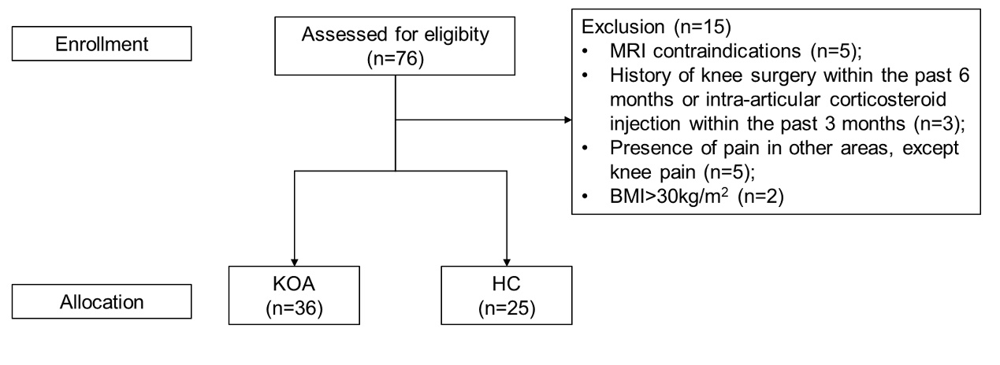 Enrollment
Assessed for eligibity
(n=76)
Exclusion (n=15)
• MRI contraindications (n=5);
• History of knee surgery within the past 6
months or intra-articular corticosteroid
injection within the past 3 months (n=3);
• Presence of pain in other areas, except
knee pain (n=5);
• BMI>30kg/m² (n=2)
Allocation
KOA
(n=36)
HC
(n=25)